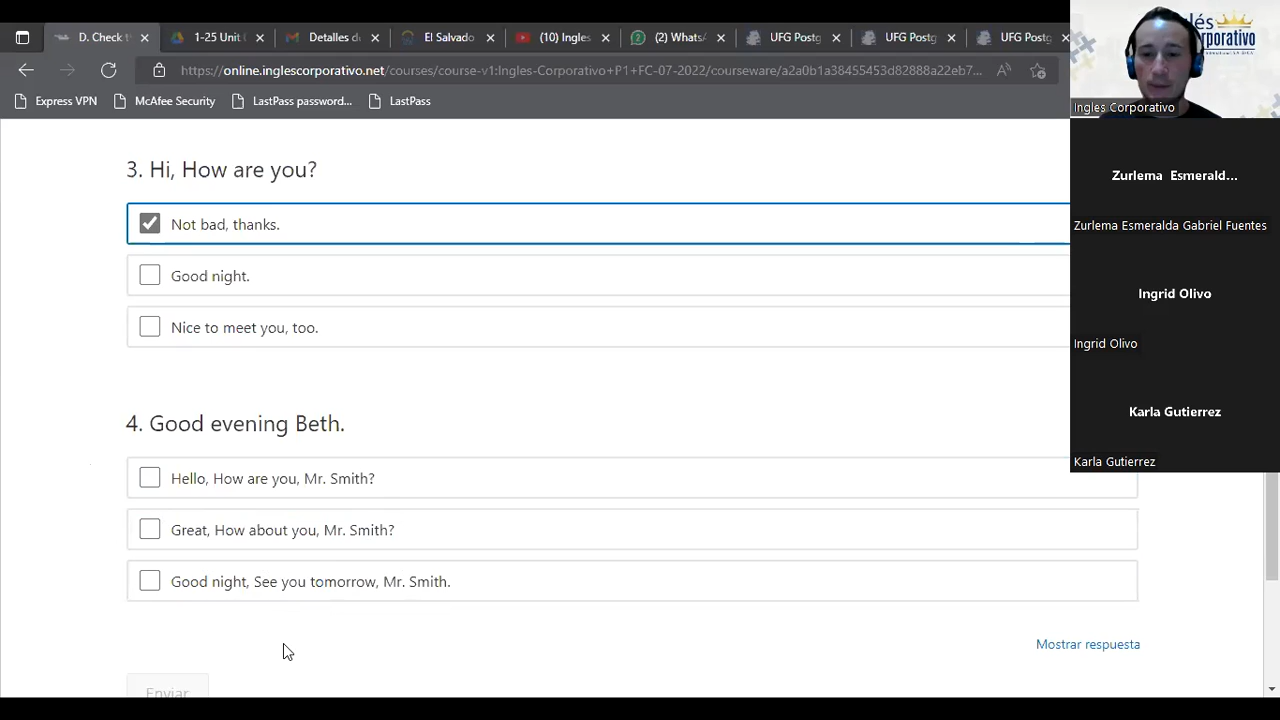 D. Check t
1-25 Unit
Detalles d
El Salvado
(10) Ingles
(2) WhatsA
UFG Postg
UFG Postg
UFG Postg
https://online.inglescorporativo.net/courses/course-v1:Ingles-Corporativo+P1+FC-07-2022/courseware/a2a0b1a38455453d82888a22eb7...
Express VPN
McAfee Security
LastPass password...
LastPass
3. Hi, How are you?
Not bad, thanks.
Good night.
Nice to meet you, too.
4. Good evening Beth.
Hello, How are you, Mr. Smith?
Great, How about you, Mr. Smith?
Good night, See you tomorrow, Mr. Smith.
Mostrar respuesta
Enviar
Ingles Corporativo
Zurlema Esmerald...
Zurlema Esmeralda Gabriel Fuentes
Ingrid Olivo
Ingrid Olivo
Karla Gutierrez
Karla Gutierrez